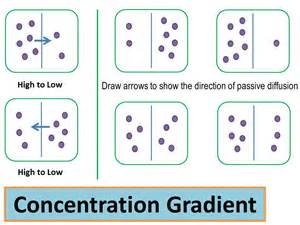 High to Low
Draw arrows to show the direction of passive diffusion
High to Low
Concentration Gradient